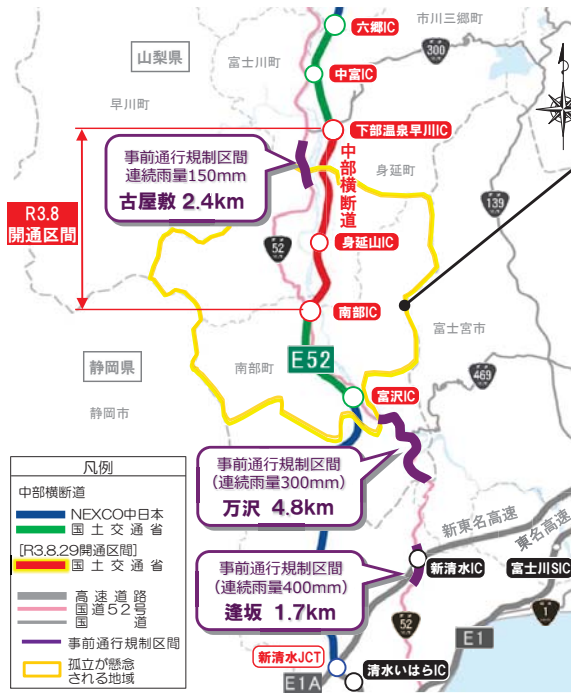 六郷IC
市川三郷町
山梨県
富士川町
300
中富IC
早川町
下部温泉早川IC
事前通行規制区間
連続雨量150mm
古屋敷 2.4km
中部横断道
身延町
139
R3.8
開通区間
52
身延山IC
南部IC
富士宮市
E52
静岡県
南部町
469
静岡市
富沢IC
事前通行規制区間
（連続雨量300mm）
万沢 4.8km
新東名高速
東名高速
事前通行規制区間
（連続雨量400mm）
逢坂 1.7km
新清水IC
富士川SIC
52
1
E1
新清水JCT
清水いはらIC
E1A
凡例
中部横断道
NEXCO中日本
国土交通省
[R3.8.29開通区間]
国土交通省
高速道路
国道52号
国道
事前通行規制区間
孤立が懸念
される地域